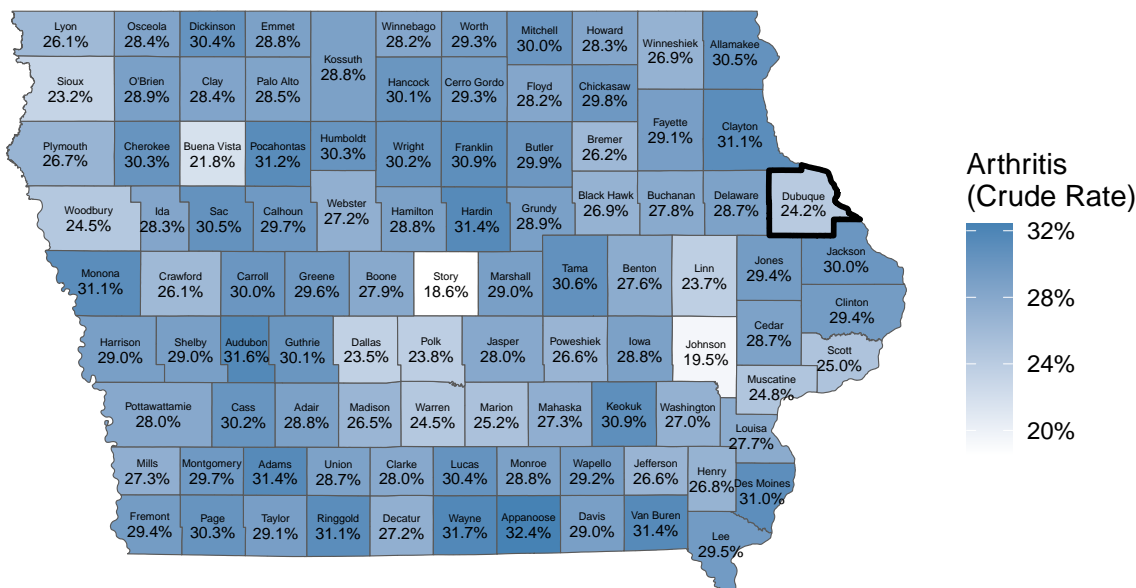 Lyon
26.1%
Osceola
28.4%
Dickinson
30.4%
Emmet
28.8%
Winnebago
28.2%
Worth
29.3%
Mitchell
30.0%
Howard
28.3%
Winneshiek
26.9%
Allamakee
30.5%
Kossuth
28.8%
Sioux
23.2%
O'Brien
28.9%
Clay
28.4%
Palo Alto
28.5%
Hancock
30.1%
Cerro Gordo
29.3%
Floyd
28.2%
Chickasaw
29.8%
Fayette
29.1%
Clayton
31.1%
Plymouth
26.7%
Cherokee
30.3%
Buena Vista
21.8%
Pocahontas
31.2%
Humboldt
30.3%
Wright
30.2%
Franklin
30.9%
Butler
29.9%
Bremer
26.2%
Woodbury
24.5%
Ida
28.3%
Sac
30.5%
Calhoun
29.7%
Webster
27.2%
Hamilton
28.8%
Hardin
31.4%
Grundy
28.9%
Black Hawk
26.9%
Buchanan
27.8%
Delaware
28.7%
Dubuque
24.2%
Monona
31.1%
Crawford
26.1%
Carroll
30.0%
Greene
29.6%
Boone
27.9%
Story
18.6%
Marshall
29.0%
Tama
30.6%
Benton
27.6%
Linn
23.7%
Jones
29.4%
Jackson
30.0%
Clinton
29.4%
Harrison
29.0%
Shelby
29.0%
Audubon
31.6%
Guthrie
30.1%
Dallas
23.5%
Polk
23.8%
Jasper
28.0%
Poweshiek
26.6%
Iowa
28.8%
Johnson
19.5%
Cedar
28.7%
Scott
25.0%
Muscatine
24.8%
Pottawattamie
28.0%
Cass
30.2%
Adair
28.8%
Madison
26.5%
Warren
24.5%
Marion
25.2%
Mahaska
27.3%
Keokuk
30.9%
Washington
27.0%
Louisa
27.7%
Mills
27.3%
Montgomery
29.7%
Adams
31.4%
Union
28.7%
Clarke
28.0%
Lucas
30.4%
Monroe
28.8%
Wapello
29.2%
Jefferson
26.6%
Henry
26.8%
Des Moines
31.0%
Fremont
29.4%
Page
30.3%
Taylor
29.1%
Ringgold
31.1%
Decatur
27.2%
Wayne
31.7%
Appanoose
32.4%
Davis
29.0%
Van Buren
31.4%
Lee
29.5%
Arthritis
(Crude Rate)
32%
28%
24%
20%